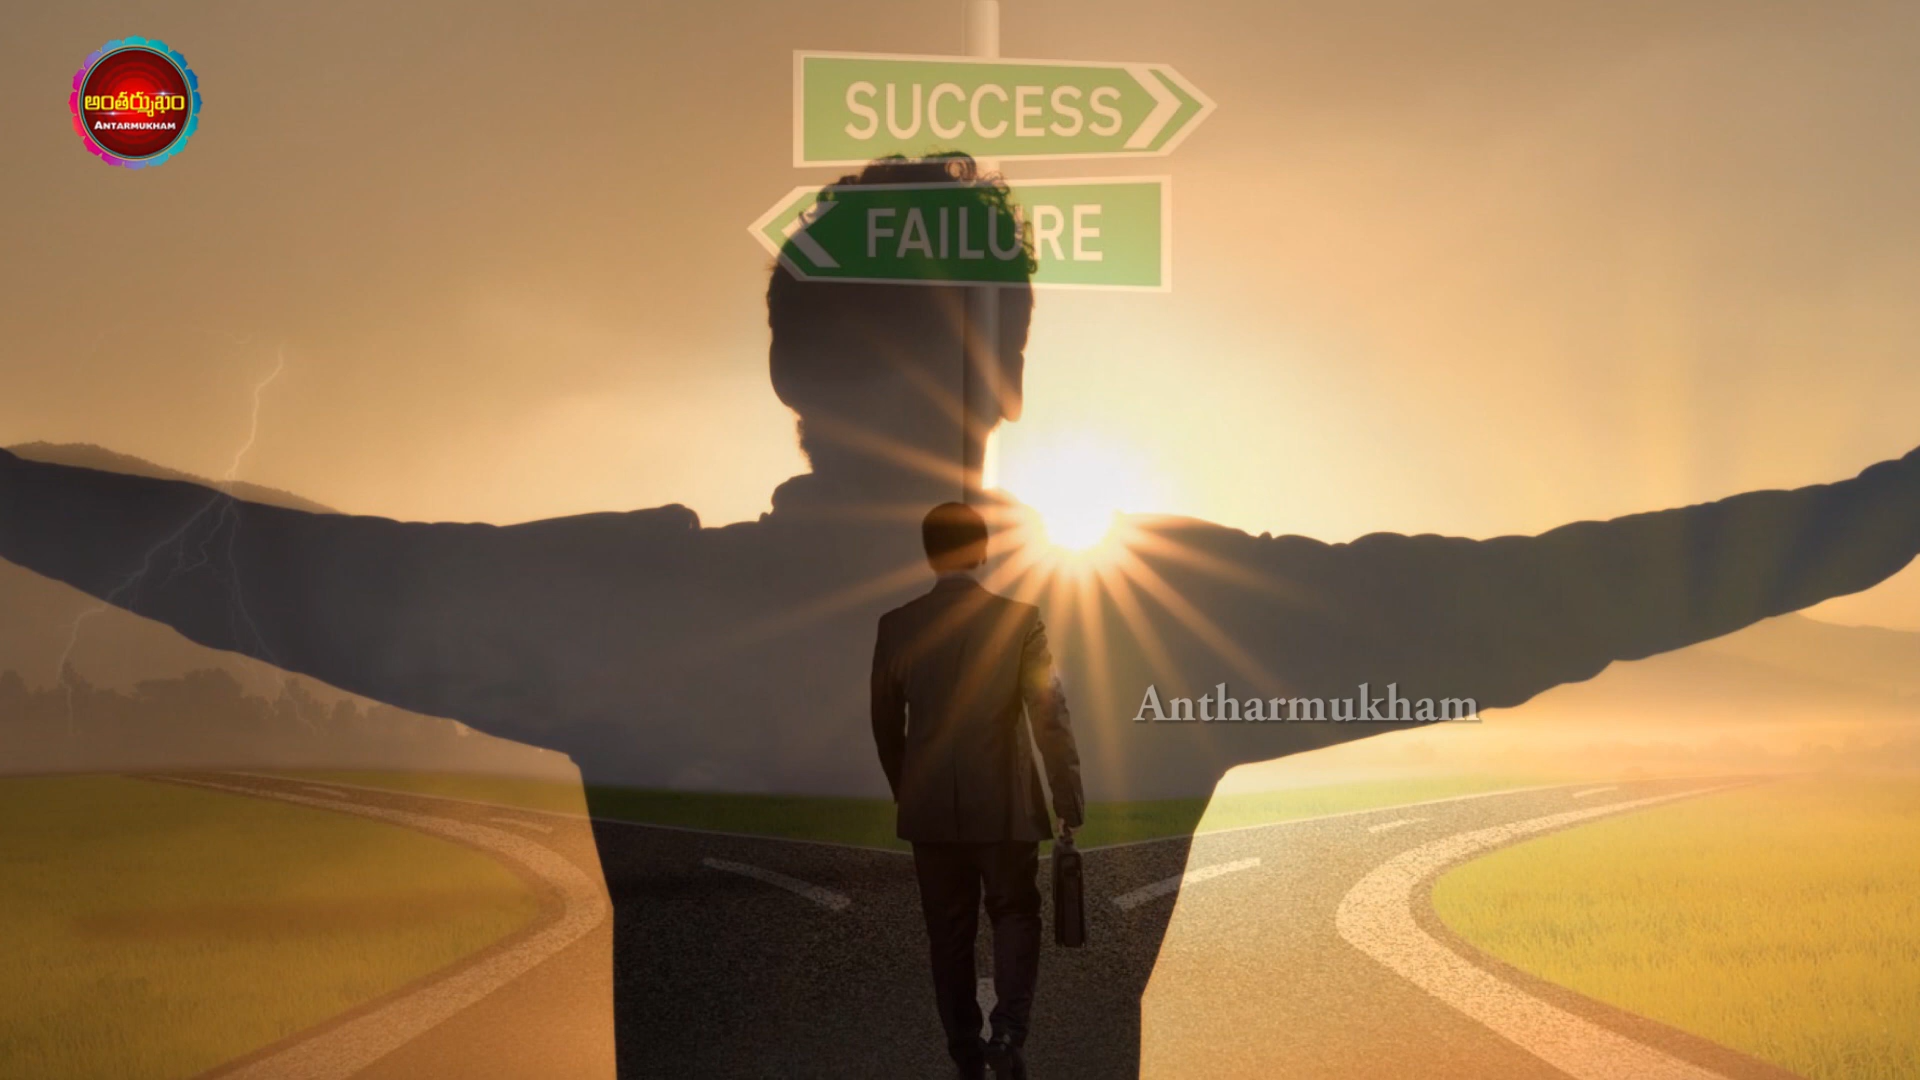 అంతర్ముఖం
ANTARMUKHAM
SUCCESS
FAILURE
Antharmukham